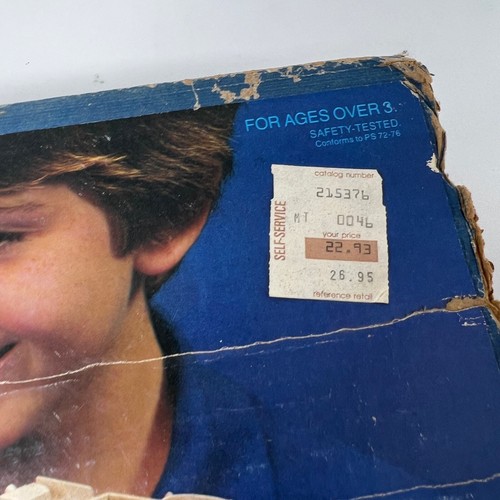 FOR AGES OVER 3.
SAFETY-TESTED.
Conforms to PS 72-76
catalog number
215376
MT 0046
your price
22.93
26.95
reference retail
SELF-SERVICE